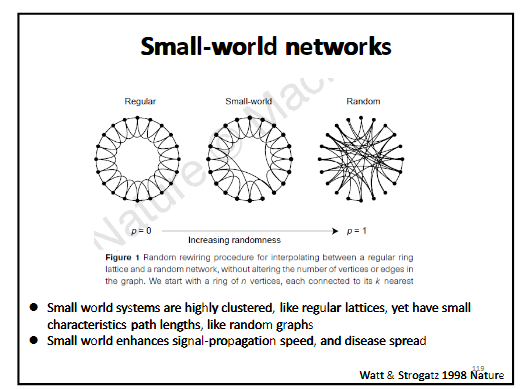 Small-world networks
Nature © Mac
Regular Small-world Random
p = 0 p = 1
Increasing randomness
Figure 1 Random rewiring procedure for interpolating between a regular ring
lattice and a random network, without altering the number of vertices or edges in
the graph. We start with a ring of n vertices, each connected to its k nearest
● Small world systems are highly clustered, like regular lattices, yet have small
characteristics path lengths, like random graphs
● Small world enhances signal-propagation speed, and disease spread
119
Watt & Strogatz 1998 Nature